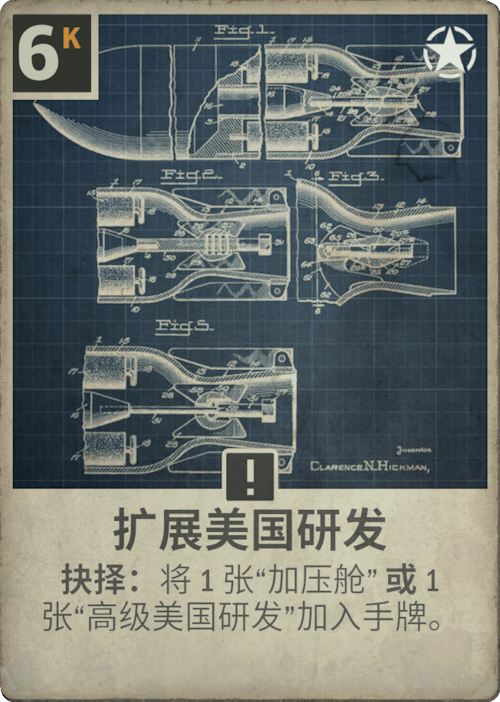 6K
Fig.1.
Fig.2. Fig.3.
Fig.5.
Inventor
CLARENCE N. HICKMAN,
!
扩展美国研发
抉择：将 1 张“加压舱” 或 1
张“高级美国研发”加入手牌。